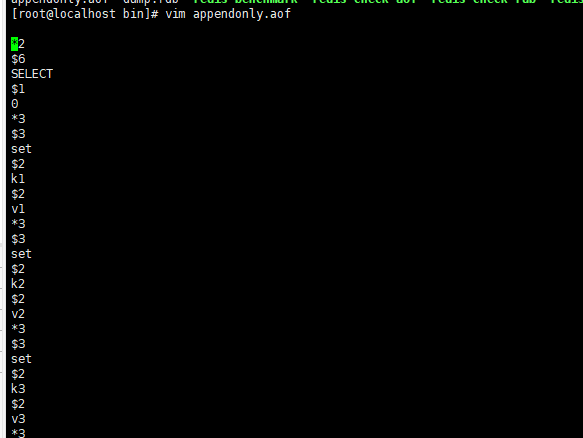 appendonly.aof dump.rdb redis-benchmark redis-check-aof redis-check-rdb redis
[root@localhost bin]# vim appendonly.aof
*2
$6
SELECT
$1
0
*3
$3
set
$2
k1
$2
v1
*3
$3
set
$2
k2
$2
v2
*3
$3
set
$2
k3
$2
v3
*3